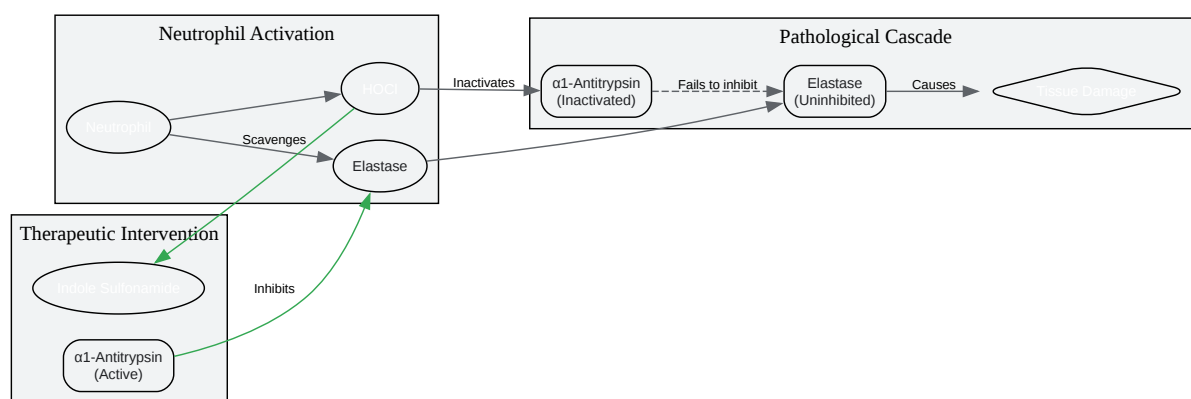 Neutrophil Activation
Neutrophil
HOCl
Elastase
Scavenges
Inactivates
Pathological Cascade
α1-Antitrypsin
(Inactivated)
Fails to inhibit
Elastase
(Uninhibited)
Causes
Tissue Damage
Therapeutic Intervention
Indole Sulfonamide
α1-Antitrypsin
(Active)
Inhibits